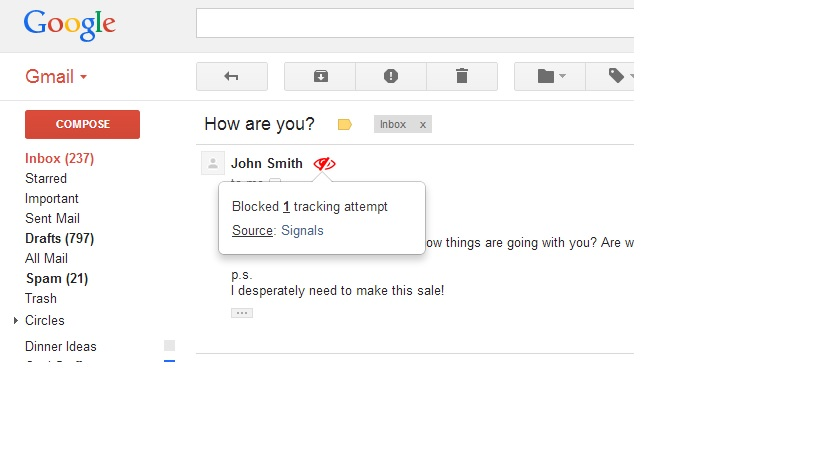 Google
Gmail
COMPOSE
How are you?
Inbox x
Inbox (237)
Starred
Important
Sent Mail
Drafts (797)
All Mail
Spam (21)
Trash
Circles
Dinner Ideas
John Smith
to me
Blocked 1 tracking attempt
Source: Signals
things are going with you? Are
p.s.
I desperately need to make this sale!